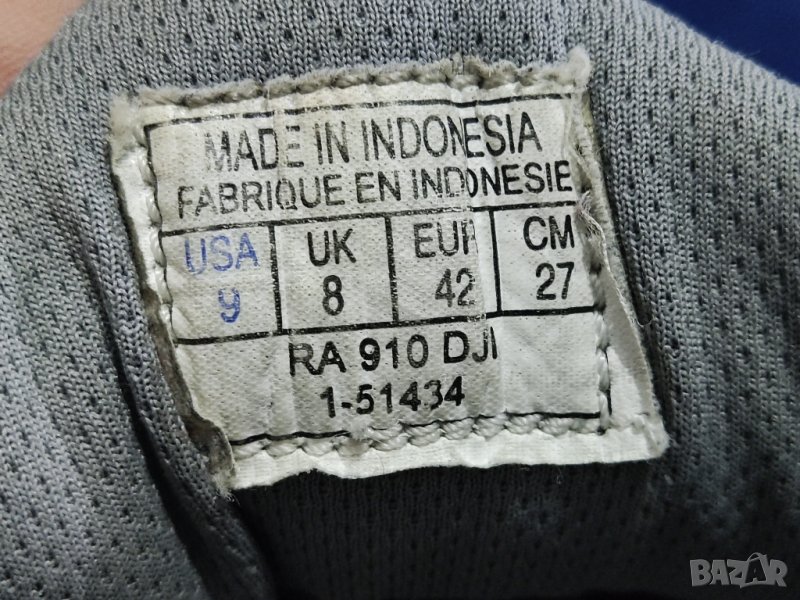 MADE IN INDONESIA
FABRIQUE EN INDONESIE
USA UK EUR CM
9 8 42 27
RA 910 DJI
1-51434
BAZAR